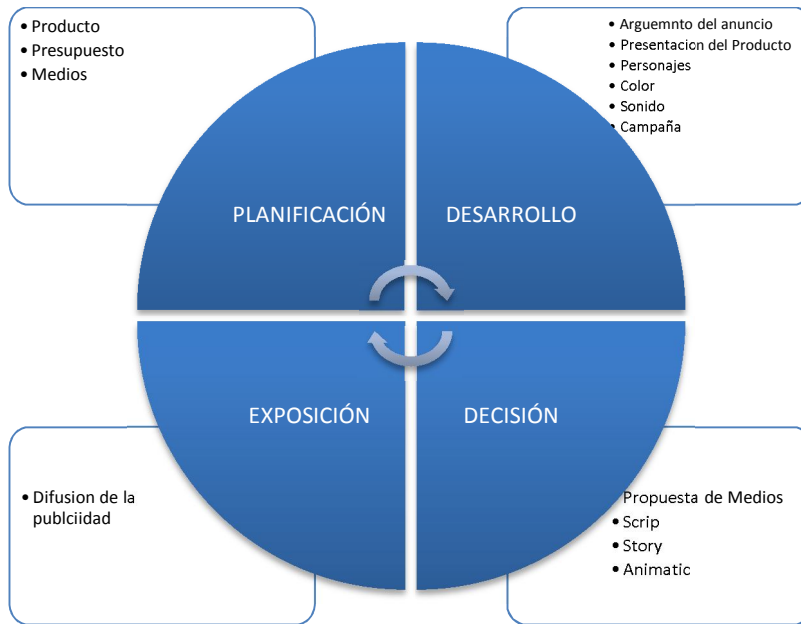 • Producto
• Presupuesto
• Medios
• Arguemnto del anuncio
• Presentacion del Producto
• Personajes
• Color
• Sonido
• Campaña
PLANIFICACIÓN
DESARROLLO
EXPOSICIÓN
DECISIÓN
• Difusion de la
publciidad
Propuesta de Medios
• Scrip
• Story
• Animatic